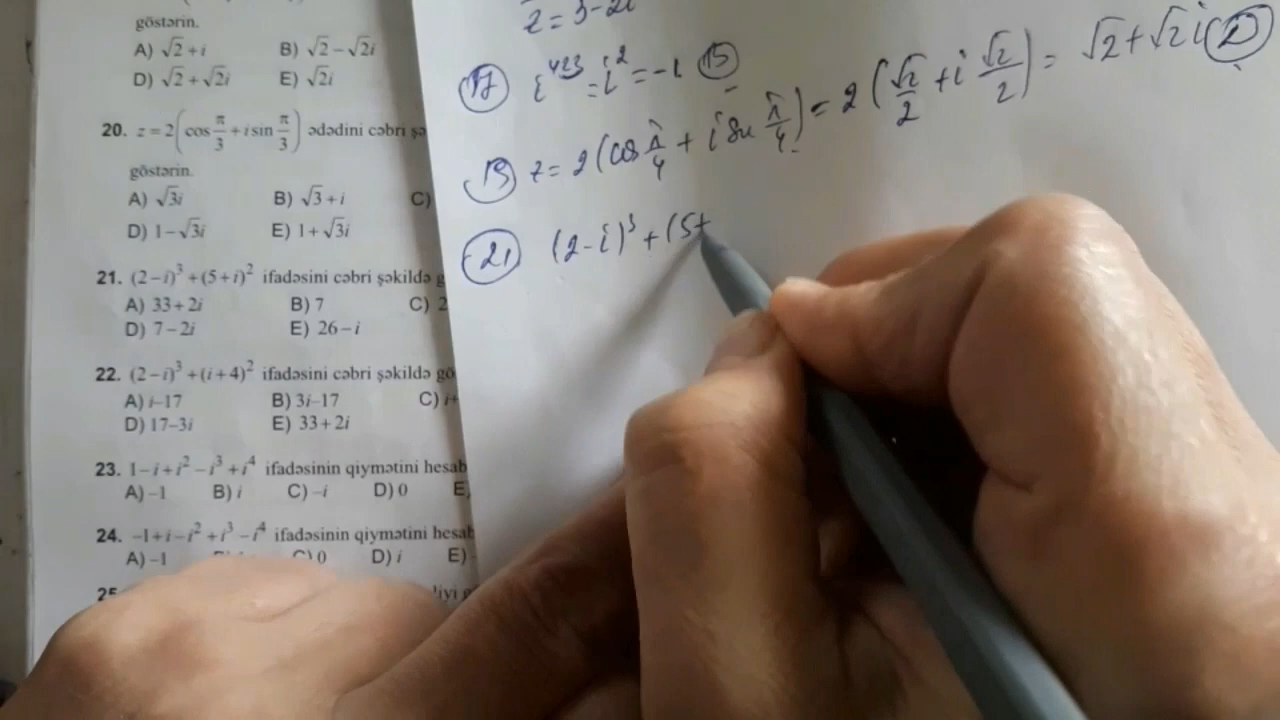 göstərin.
A) √2 + i B) √2 − √2i
D) √2 + √2i E) √2i
20. z = 2(cos π/3 + i sin π/3) ədədini cəbri
göstərin.
A) √3i B) √3 + i C)
D) 1 − √3i E) 1 + √3i
21. (2 − i)³ + (5 + i)² ifadəsini cəbri şəkildə
A) 33 + 2i B) 7 C) 2
D) 7 − 2i E) 26 − i
22. (2 − i)³ + (i + 4)² ifadəsini cəbri şəkildə
A) i–17 B) 3i–17 C)
D) 17–3i E) 33 + 2i
23. 1 − i + i² − i³ + i⁴ ifadəsinin qiymətini
A) –1 B) i C) –i D) 0 E
24. −1 + i − i² + i³ − i⁴ ifadəsinin qiymətini
A) –1 C) 0 D) i E)
z = 3 − 2i
17 = i² = −1
19 z = 2(cos π/4 + i sin π/4) = 2(√2/2 + i √2/2) = √2 + √2i D
21 (2 − i)³ + (5+